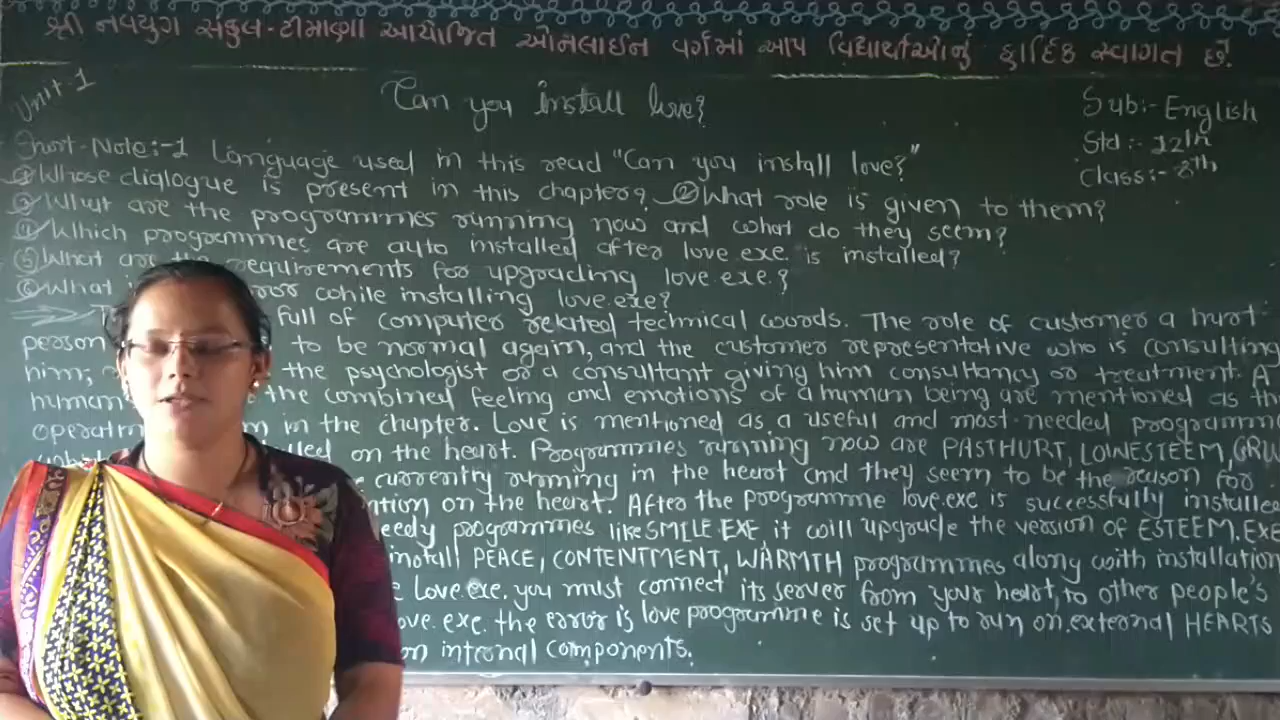 શ્રી નવયુગ સંકુલ-ટીમાણા આયોજિત ઓનલાઈન વર્ગમાં આપ વિદ્યાર્થીઓનું હાર્દિક સ્વાગત છે.
Unit-1
Can you install love?
Sub:- English
Std :- 12th
Class:- 8th
Short-Note:-1 Language used in this read "Can you install love?"
① Whose dialogue is present in this chapter? ② What role is given to them?
③ What are the programmes running now and what do they seem?
④ Which programmes are auto installed after love.exe. is installed?
⑤ What are the requirements for upgrading love.exe.?
⑥ What error while installing love.exe?
full of computer related technical words. The role of customer a hurt
person to be normal again, and the customer representative who is consulting
him; the psychologist or a consultant giving him consultancy or treatment. A
human the combined feeling and emotions of a human being are mentioned as the
in the chapter. Love is mentioned as a useful and most-needed programme
on the heart. Programmes running now are PASTHURT, LOWESTEEM, GRU
currently running in the heart and they seem to be the reason for
on the heart. After the programme love.exe is successfully installed
programmes like SMILE.EXE, it will upgrade the version of ESTEEM.EXE
install PEACE, CONTENTMENT, WARMTH programmes along with installation
Love.exe. you must connect its server from your heart, to other people's
love.exe. the error is love programme is set up to run on external HEARTS
on internal components.